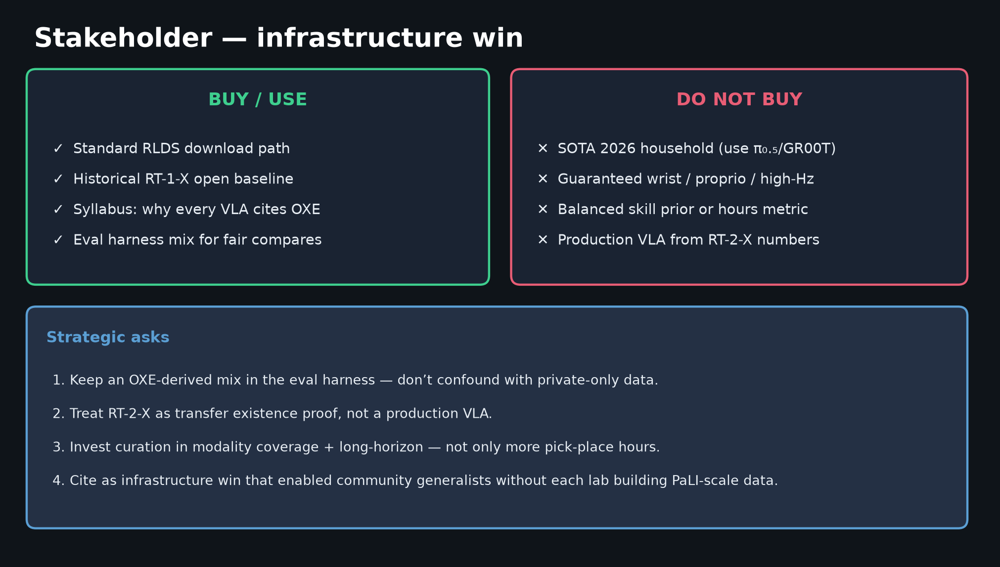 Stakeholder — infrastructure win
BUY / USE
✓ Standard RLDS download path
✓ Historical RT-1-X open baseline
✓ Syllabus: why every VLA cites OXE
✓ Eval harness mix for fair compares
DO NOT BUY
✕ SOTA 2026 household (use π₀.₅/GR00T)
✕ Guaranteed wrist / proprio / high-Hz
✕ Balanced skill prior or hours metric
✕ Production VLA from RT-2-X numbers
Strategic asks
1. Keep an OXE-derived mix in the eval harness — don’t confound with private-only data.
2. Treat RT-2-X as transfer existence proof, not a production VLA.
3. Invest curation in modality coverage + long-horizon — not only more pick-place hours.
4. Cite as infrastructure win that enabled community generalists without each lab building PaLI-scale data.